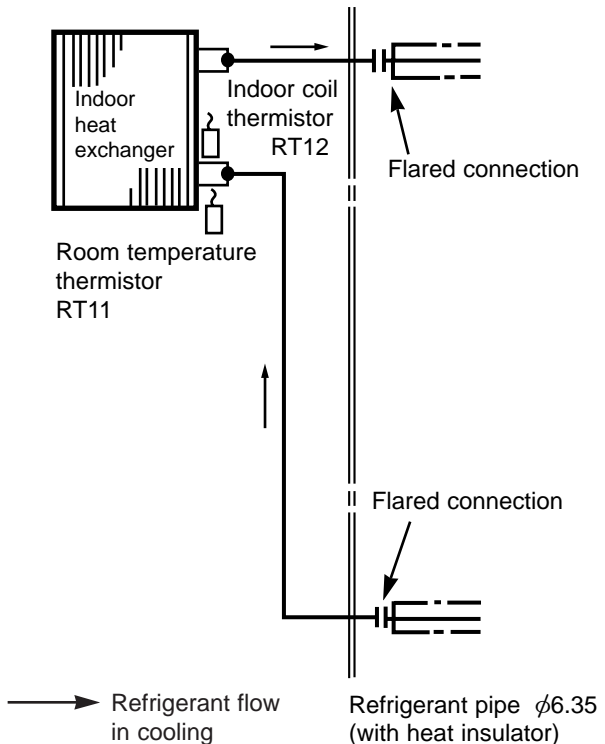 Indoor
heat
exchanger
Indoor coil
thermistor
RT12
Flared connection
Room temperature
thermistor
RT11
Flared connection
Refrigerant flow
in cooling
Refrigerant pipe ϕ6.35
(with heat insulator)